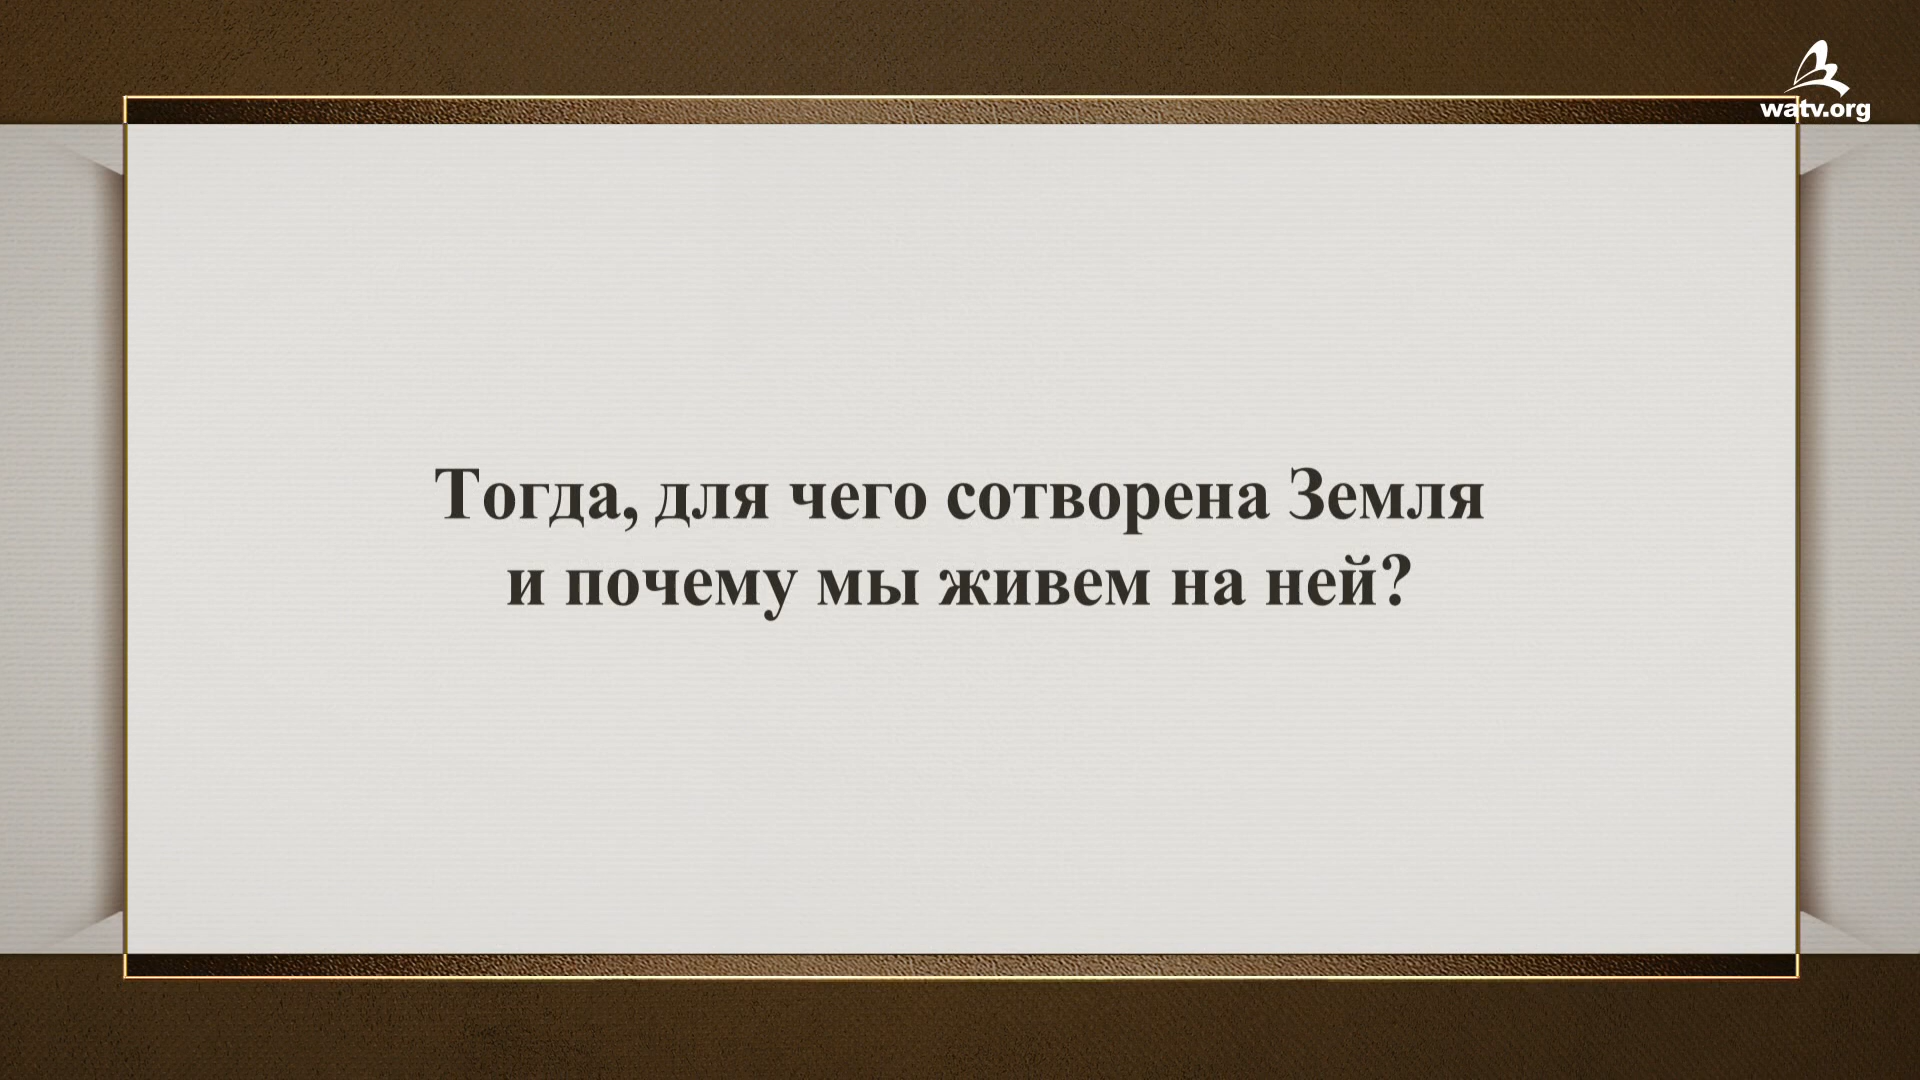 watv.org
Тогда, для чего сотворена Земля
и почему мы живем на ней?